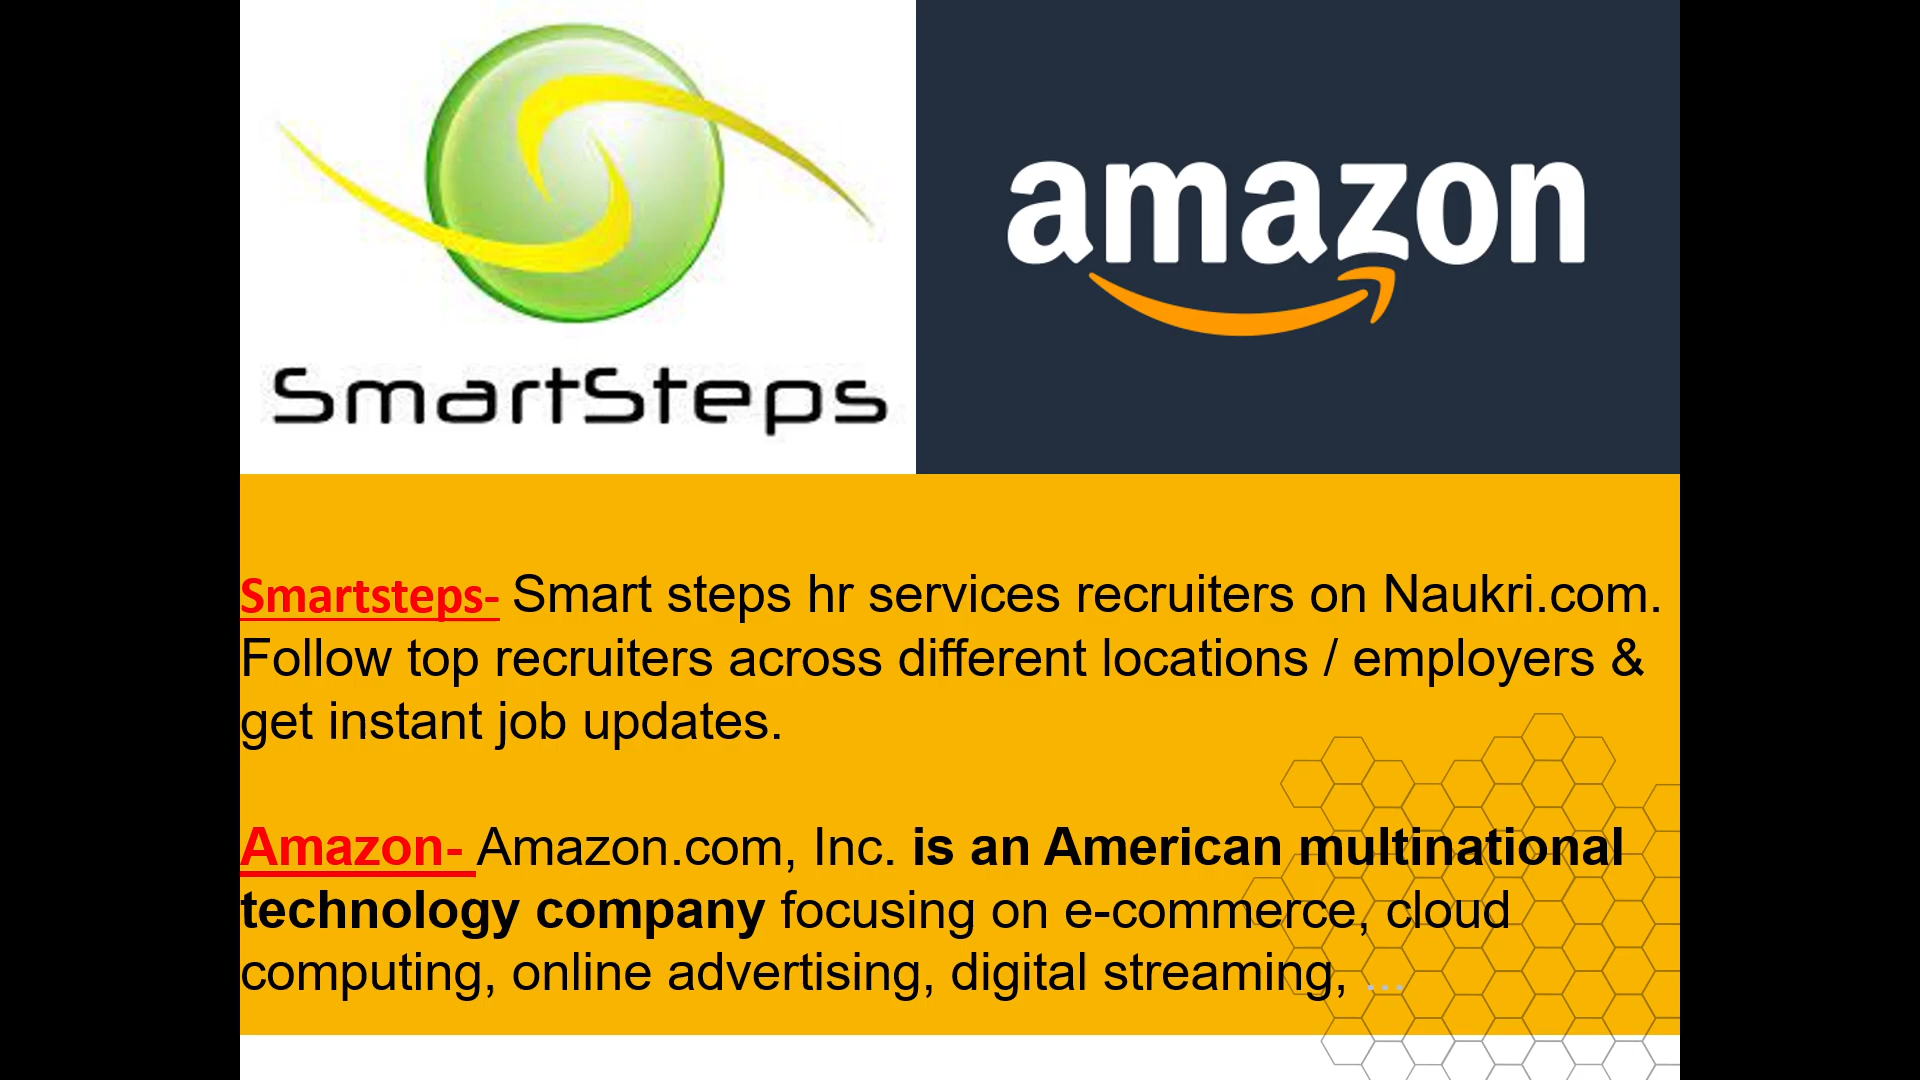 SmartSteps
amazon
Smartsteps- Smart steps hr services recruiters on Naukri.com.
Follow top recruiters across different locations / employers &
get instant job updates.
Amazon- Amazon.com, Inc. is an American multinational
technology company focusing on e-commerce, cloud
computing, online advertising, digital streaming, ...